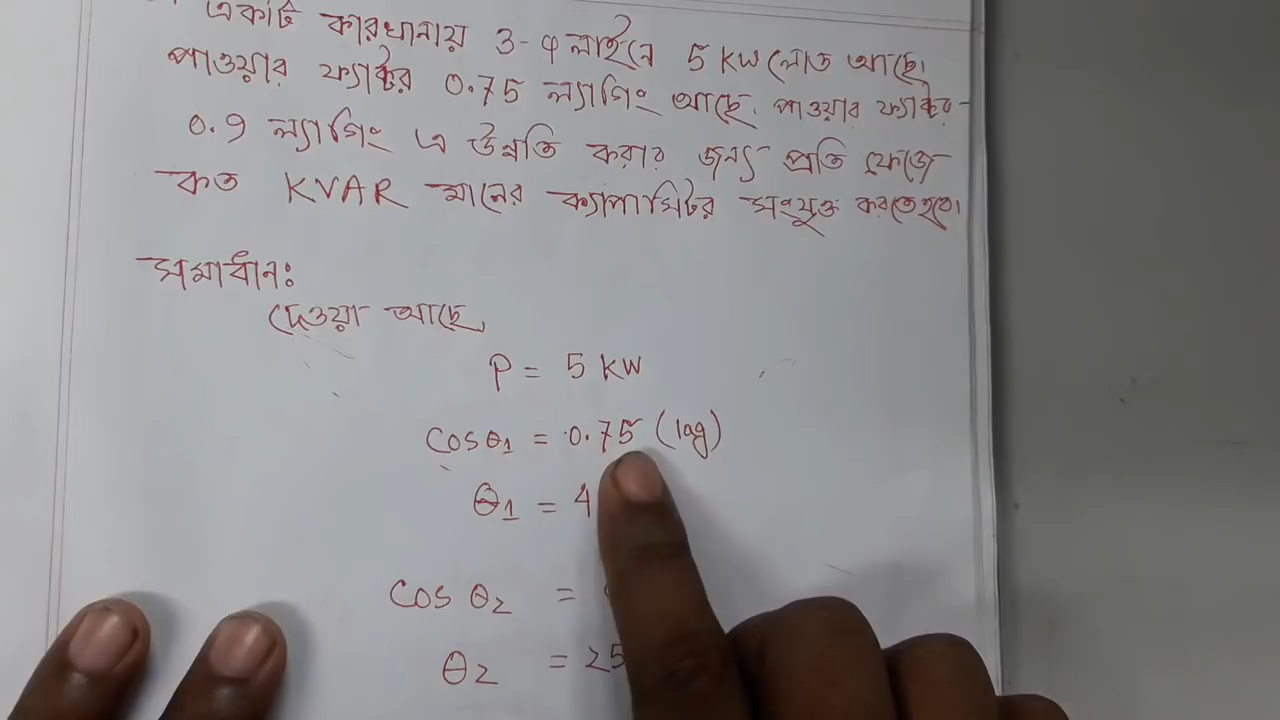 একটি কারখানায় 3-φ লাইনে 5 KW লোড আছে।
পাওয়ার ফ্যাক্টর 0.75 ল্যাগিং আছে. পাওয়ার ফ্যাক্টর-
0.9 ল্যাগিং এ উন্নতি করার জন্য প্রতি ফেজে
কত KVAR মানের ক্যাপাসিটর সংযুক্ত করতে হবে।
সমাধান:
দেওয়া আছে,
P = 5 KW
Cosθ1 = 0.75 (lag)
θ1 = 4
Cos θ2 =
θ2 = 25